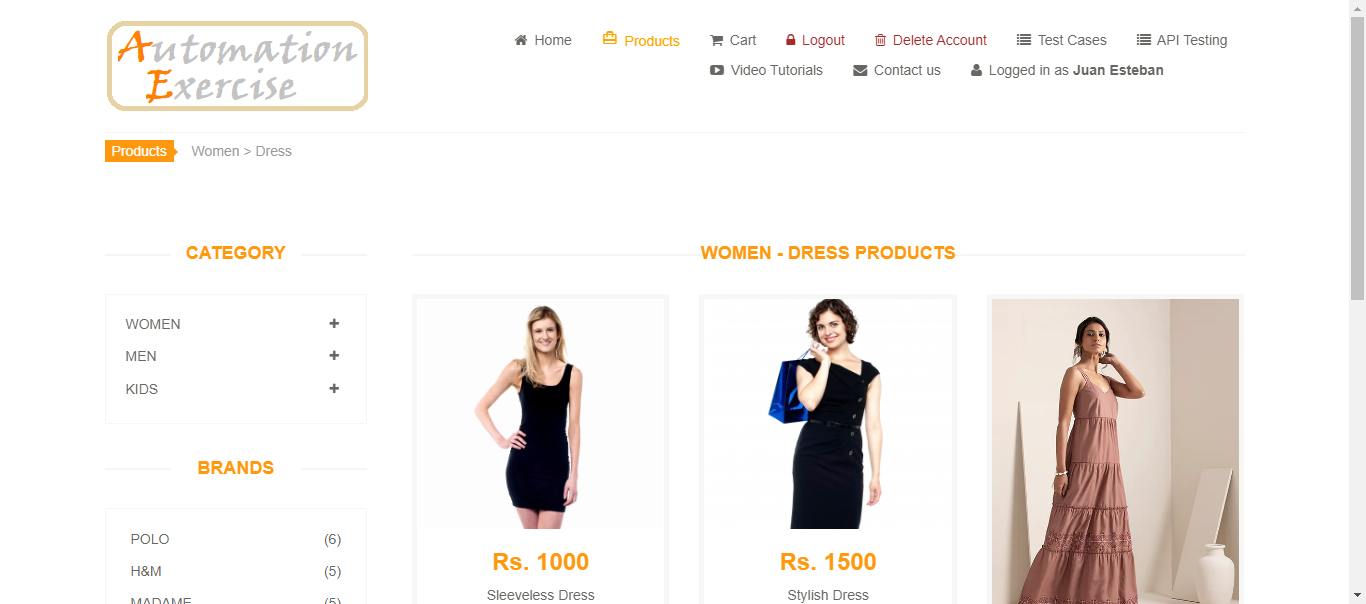 Automation
Exercise
Home Products Cart Logout Delete Account Test Cases API Testing
Video Tutorials Contact us Logged in as Juan Esteban
Products Women > Dress
CATEGORY
WOMEN
MEN
KIDS
BRANDS
POLO (6)
H&M (5)
MADAME (5)
WOMEN - DRESS PRODUCTS
Rs. 1000
Sleeveless Dress
Rs. 1500
Stylish Dress